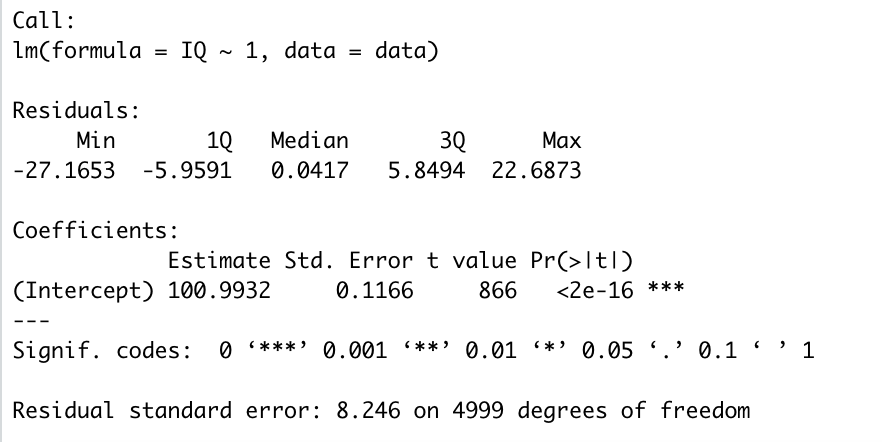 Call:
lm(formula = IQ ~ 1, data = data)
Residuals:
     Min       1Q   Median       3Q      Max
-27.1653  -5.9591   0.0417   5.8494  22.6873
Coefficients:
            Estimate Std. Error t value Pr(>|t|)
(Intercept) 100.9932     0.1166     866   <2e-16 ***
---
Signif. codes:  0 ‘***’ 0.001 ‘**’ 0.01 ‘*’ 0.05 ‘.’ 0.1 ‘ ’ 1
Residual standard error: 8.246 on 4999 degrees of freedom